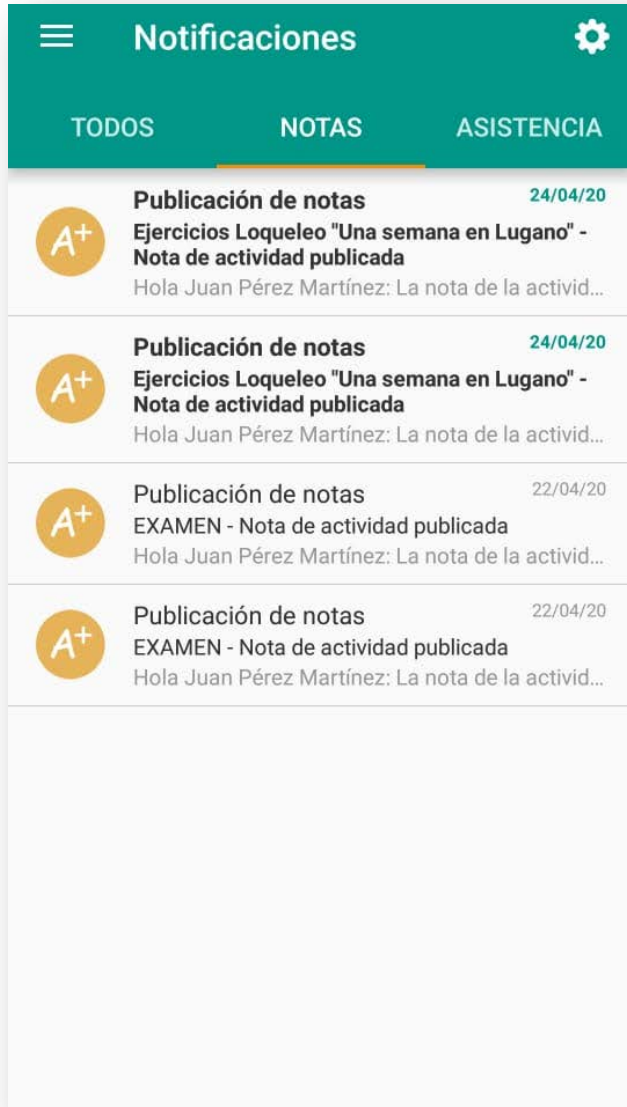 Notificaciones
TODOS NOTAS ASISTENCIA
Publicación de notas 24/04/20
A+
Ejercicios Loqueleo "Una semana en Lugano" -
Nota de actividad publicada
Hola Juan Pérez Martínez: La nota de la activid...
Publicación de notas 24/04/20
A+
Ejercicios Loqueleo "Una semana en Lugano" -
Nota de actividad publicada
Hola Juan Pérez Martínez: La nota de la activid...
Publicación de notas 22/04/20
A+
EXAMEN - Nota de actividad publicada
Hola Juan Pérez Martínez: La nota de la activid...
Publicación de notas 22/04/20
A+
EXAMEN - Nota de actividad publicada
Hola Juan Pérez Martínez: La nota de la activid...